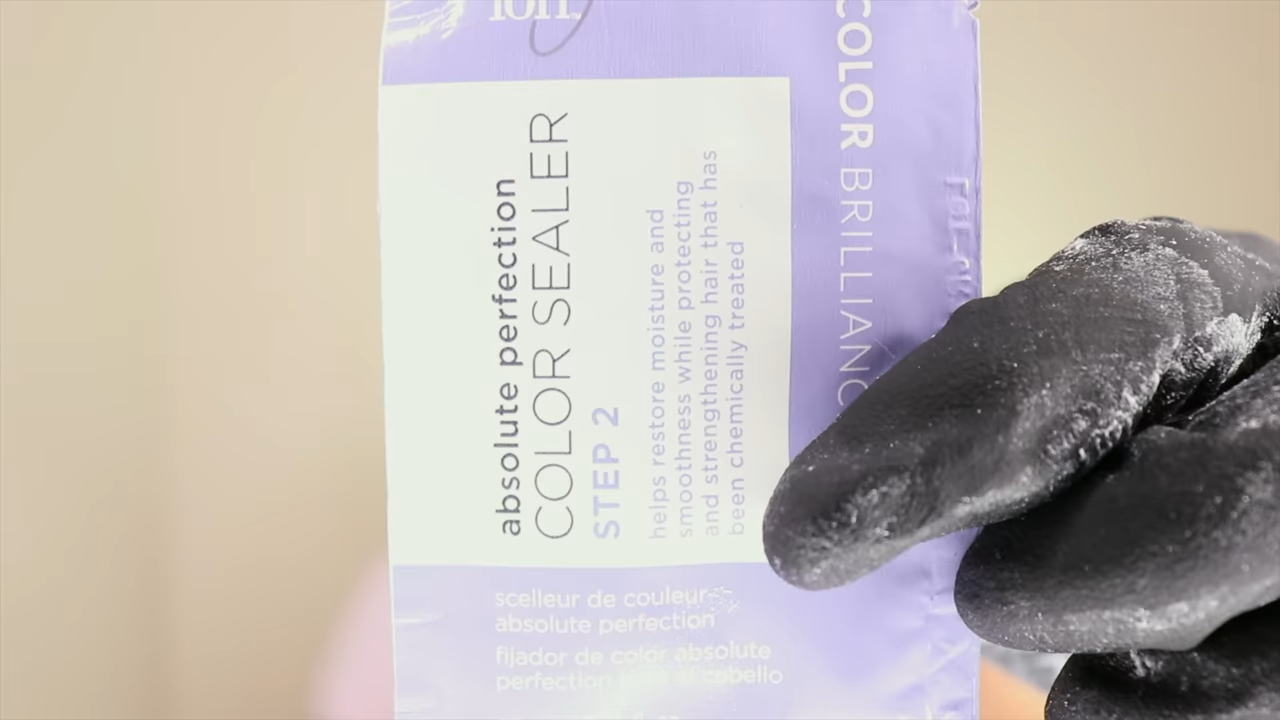 ion
COLOR BRILLIANC
absolute perfection
COLOR SEALER
STEP 2
helps restore moisture and
smoothness while protecting
and strengthening hair that has
been chemically treated
scelleur de couleur
absolute perfection
fijador de color absolute
perfection cabello